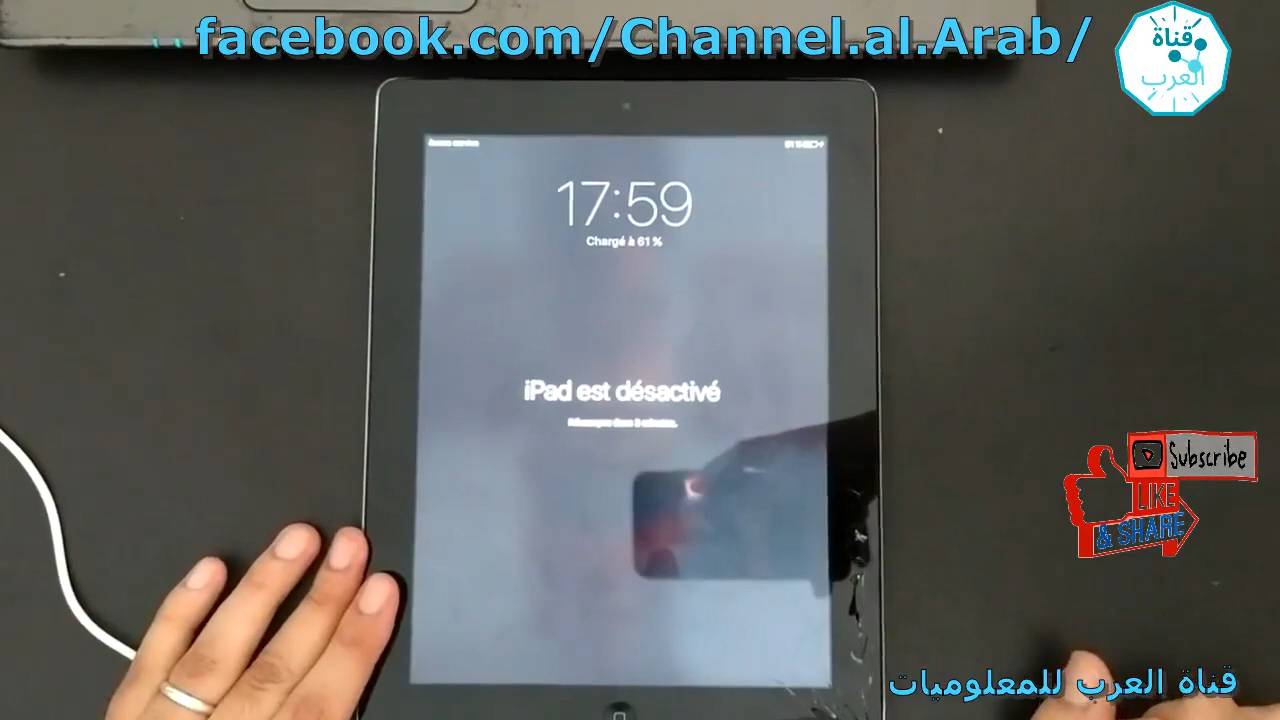 facebook.com/Channel.al.Arab/
قناة
العرب
17:59
Chargé à 61 %
iPad est désactivé
Subscribe
LIKE
& SHARE
قناة العرب للمعلوميات